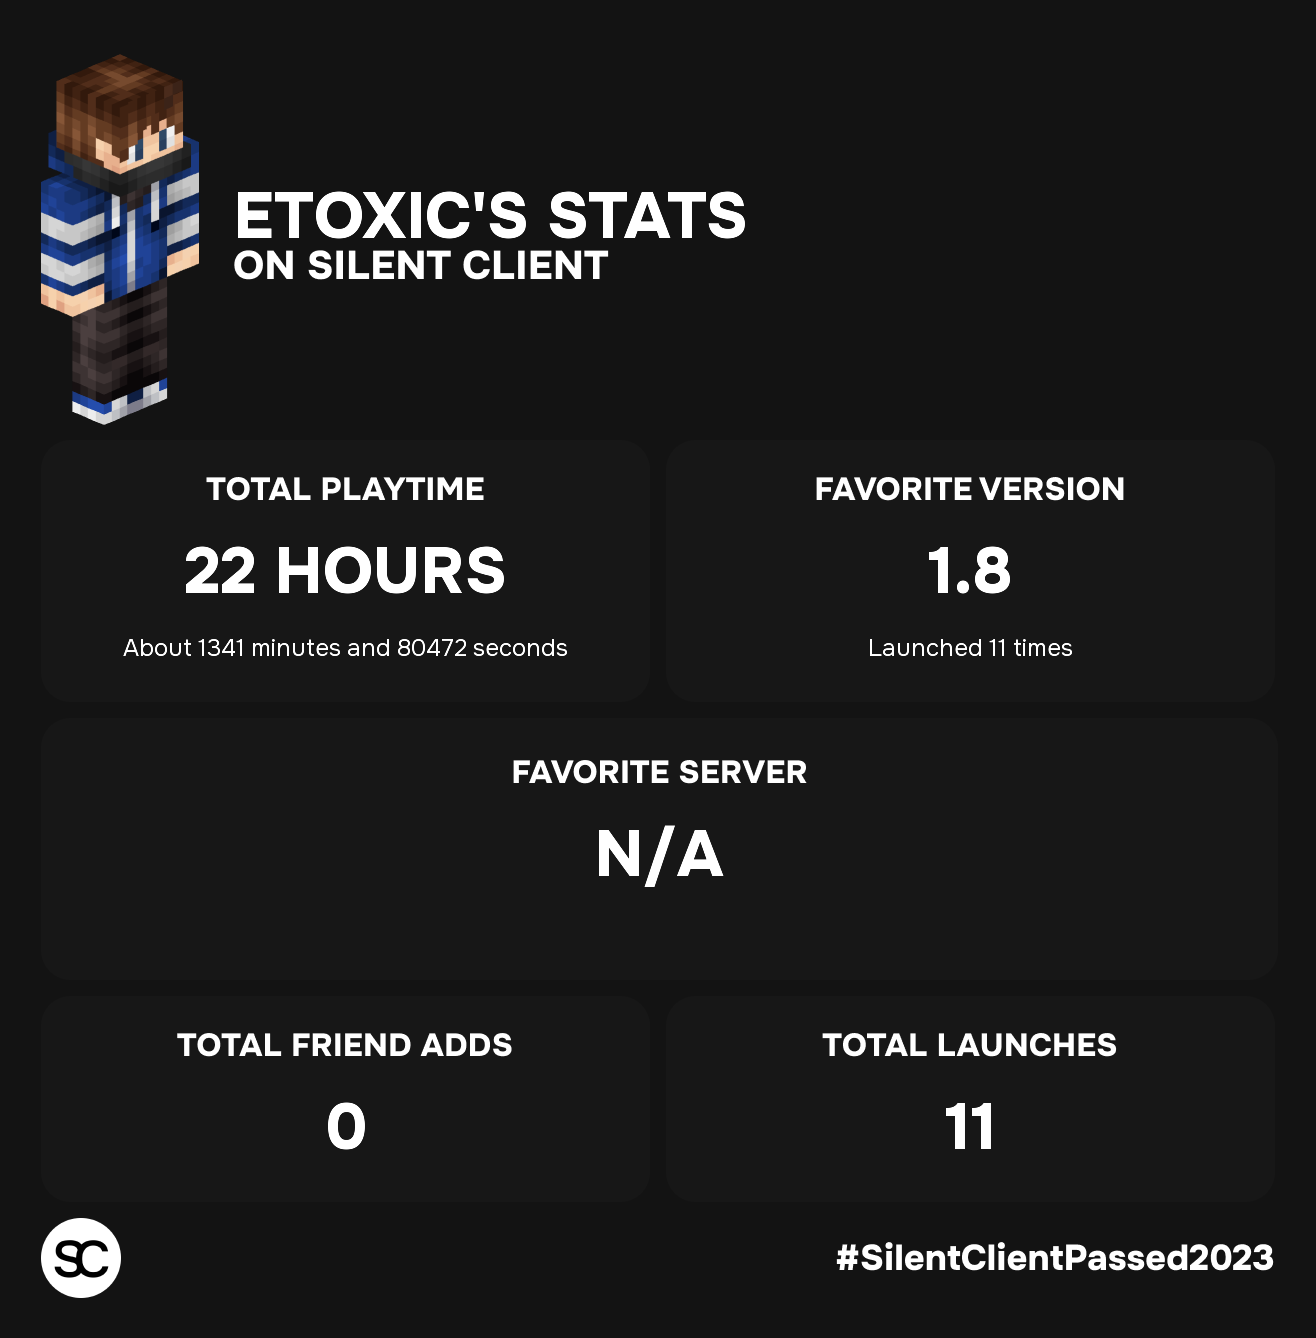 ETOXIC'S STATS
ON SILENT CLIENT
TOTAL PLAYTIME
22 HOURS
About 1341 minutes and 80472 seconds
FAVORITE VERSION
1.8
Launched 11 times
FAVORITE SERVER
N/A
TOTAL FRIEND ADDS
0
TOTAL LAUNCHES
11
SC
#SilentClientPassed2023